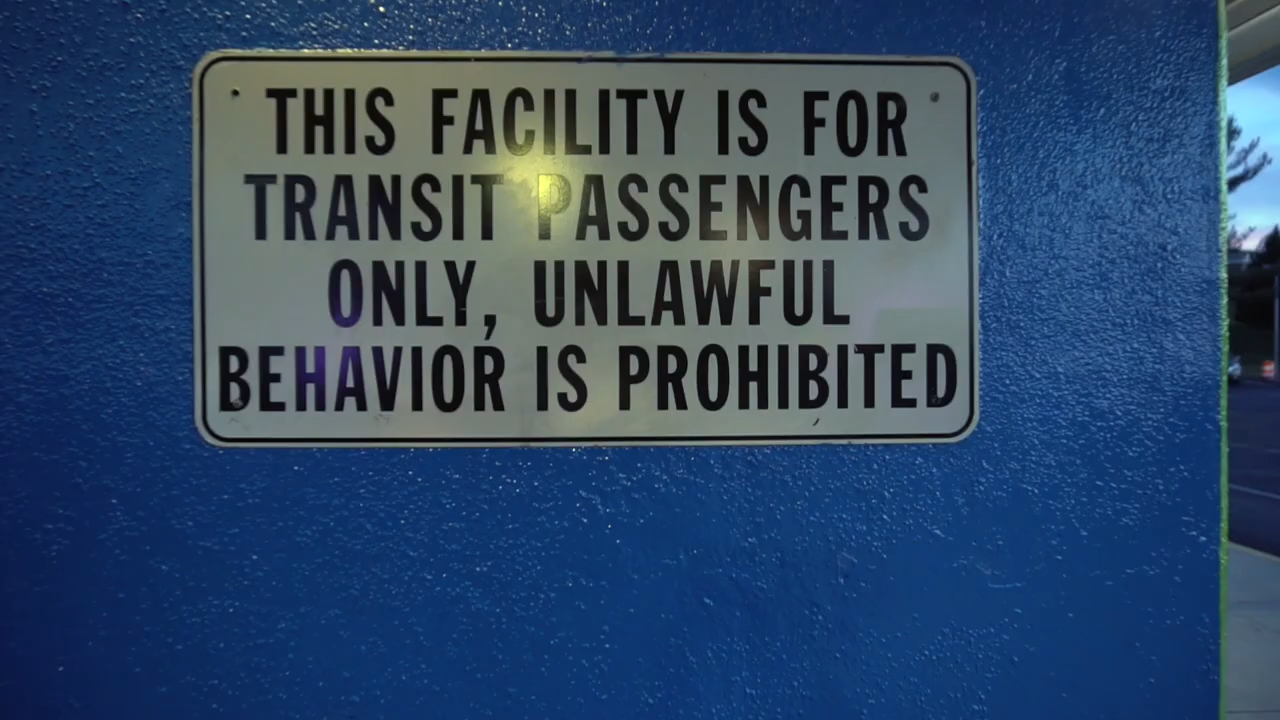 THIS FACILITY IS FOR
TRANSIT PASSENGERS
ONLY, UNLAWFUL
BEHAVIOR IS PROHIBITED